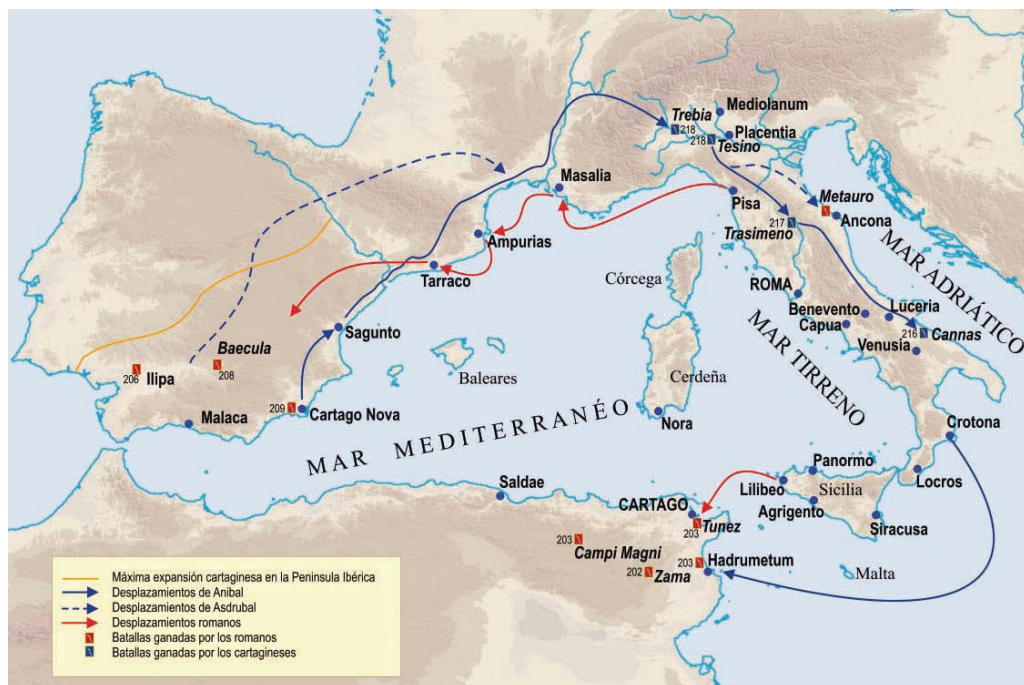 Mediolanum
Trebia
218
Placentia
218
Tesino
Masalia
Pisa
Metauro
Ancona
217
Trasimeno
Ampurias
Tarraco
Córcega
ROMA
MAR ADRIÁTICO
Benevento
Luceria
Capua
216
Cannas
Venusia
MAR TIRRENO
Sagunto
Baecula
208
206
Ilipa
Baleares
Cerdeña
209
Cartago Nova
Malaca
Nora
MAR MEDITERRANÉO
Crotona
Panormo
Locros
Saldae
Lilibeo
Sicilia
CARTAGO
Agrigento
Siracusa
203
Tunez
203
Campi Magni
203
Hadrumetum
202
Zama
Malta
Máxima expansión cartaginesa en la Peninsula Ibérica
Desplazamientos de Anibal
Desplazamientos de Asdrubal
Desplazamientos romanos
Batallas ganadas por los romanos
Batallas ganadas por los cartagineses